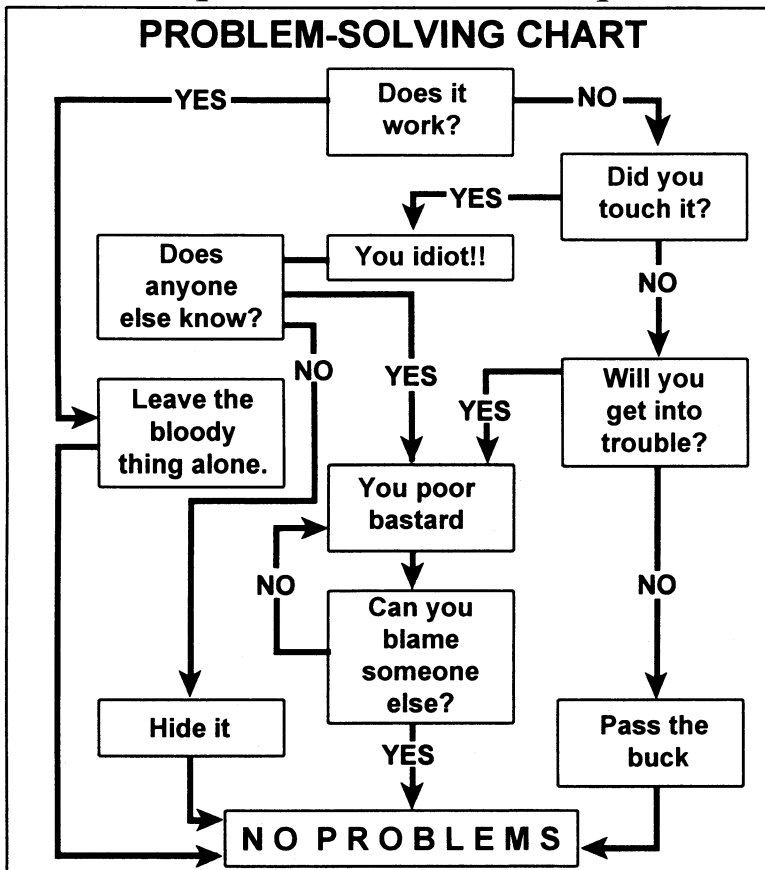 PROBLEM-SOLVING CHART
Does it
work?
YES
NO
Did you
touch it?
YES
You idiot!!
Does
anyone
else know?
NO
NO
YES
Will you
get into
trouble?
YES
Leave the
bloody
thing alone.
You poor
bastard
NO
NO
Can you
blame
someone
else?
Hide it
Pass the
buck
YES
NO PROBLEMS